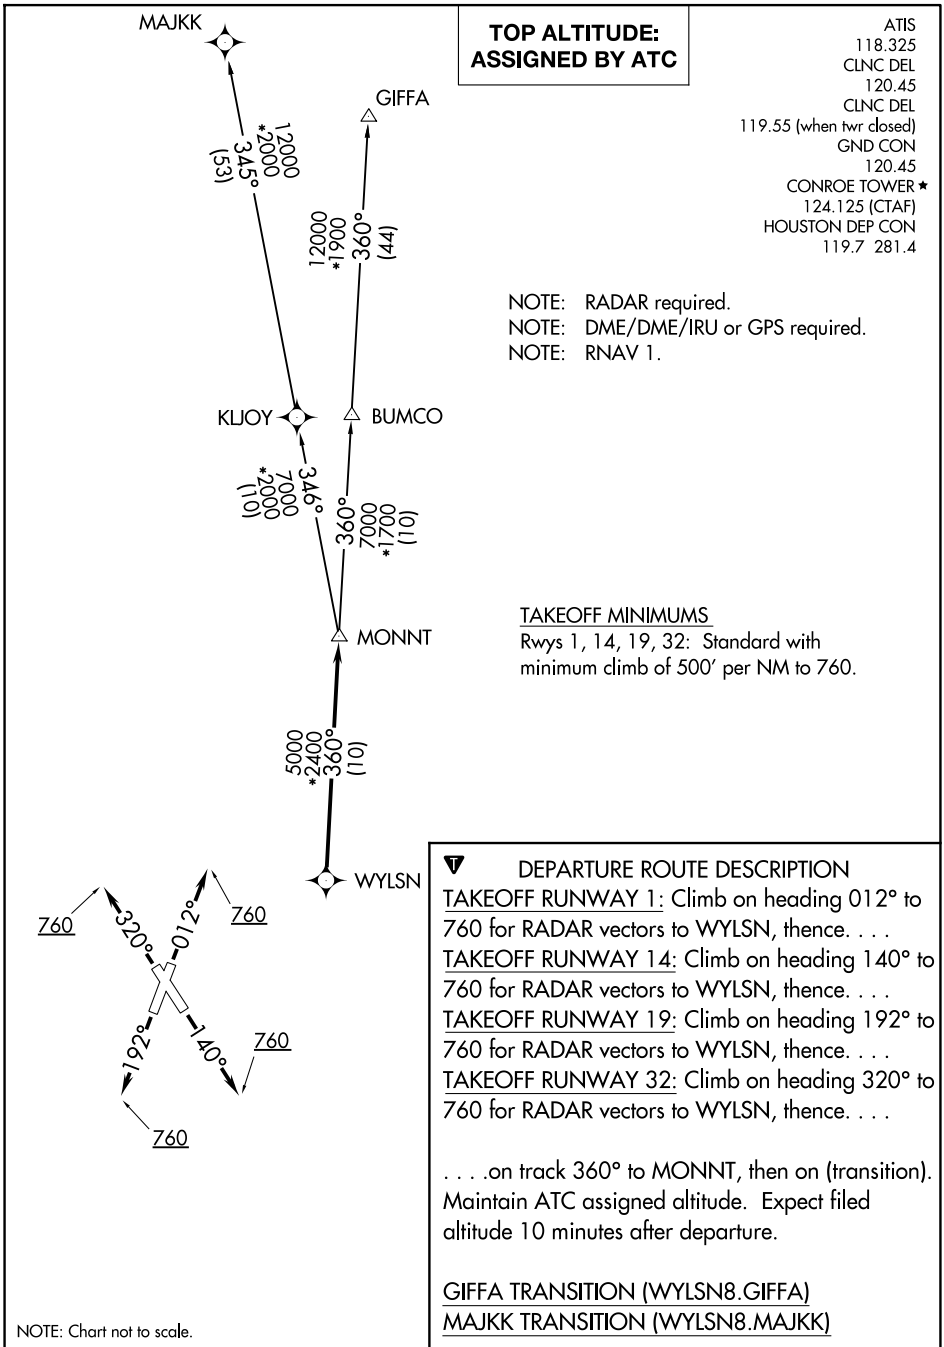 MAJKK
TOP ALTITUDE:
ASSIGNED BY ATC
ATIS
118.325
CLNC DEL
120.45
CLNC DEL
119.55 (when twr closed)
GND CON
120.45
CONROE TOWER ★
124.125 (CTAF)
HOUSTON DEP CON
119.7 281.4
GIFFA
12000
*2000
345°
(53)
12000
*1900
360°
(44)
NOTE: RADAR required.
NOTE: DME/DME/IRU or GPS required.
NOTE: RNAV 1.
KLJOY
BUMCO
346°
7000
*2000
(10)
360°
7000
*1700
(10)
MONNT
TAKEOFF MINIMUMS
Rwys 1, 14, 19, 32: Standard with
minimum climb of 500' per NM to 760.
5000
*2400
360°
(10)
WYLSN
760
320°
012°
760
192°
140°
760
760
T
DEPARTURE ROUTE DESCRIPTION
TAKEOFF RUNWAY 1: Climb on heading 012° to
760 for RADAR vectors to WYLSN, thence. . . .
TAKEOFF RUNWAY 14: Climb on heading 140° to
760 for RADAR vectors to WYLSN, thence. . . .
TAKEOFF RUNWAY 19: Climb on heading 192° to
760 for RADAR vectors to WYLSN, thence. . . .
TAKEOFF RUNWAY 32: Climb on heading 320° to
760 for RADAR vectors to WYLSN, thence. . . .
. . . .on track 360° to MONNT, then on (transition).
Maintain ATC assigned altitude. Expect filed
altitude 10 minutes after departure.
GIFFA TRANSITION (WYLSN8.GIFFA)
MAJKK TRANSITION (WYLSN8.MAJKK)
NOTE: Chart not to scale.